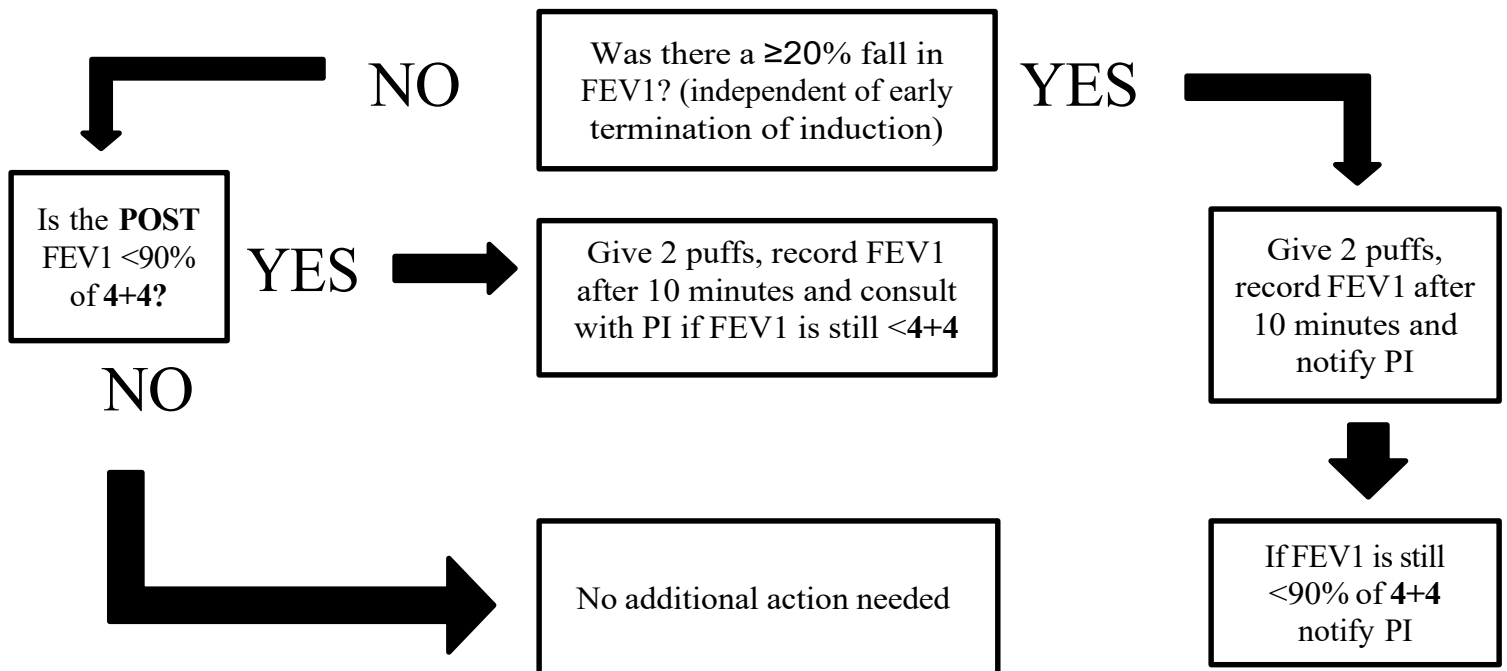 Was there a ≥20% fall in
FEV1? (independent of early
termination of induction)
NO
YES
Is the POST
FEV1 <90%
of 4+4?
YES
Give 2 puffs, record FEV1
after 10 minutes and consult
with PI if FEV1 is still <4+4
Give 2 puffs,
record FEV1 after
10 minutes and
notify PI
NO
No additional action needed
If FEV1 is still
<90% of 4+4
notify PI